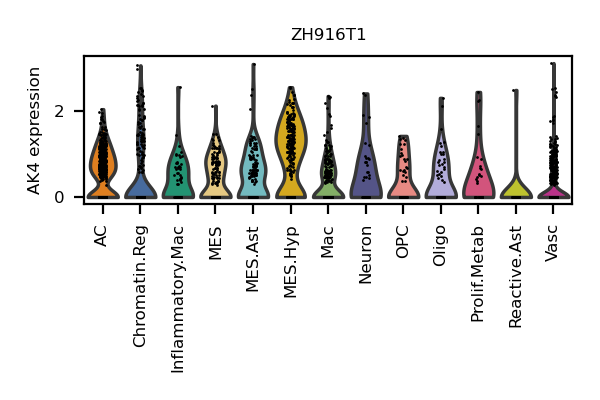 ZH916T1
AK4 expression
2
0
AC
Chromatin.Reg
Inflammatory.Mac
MES
MES.Ast
MES.Hyp
Mac
Neuron
OPC
Oligo
Prolif.Metab
Reactive.Ast
Vasc